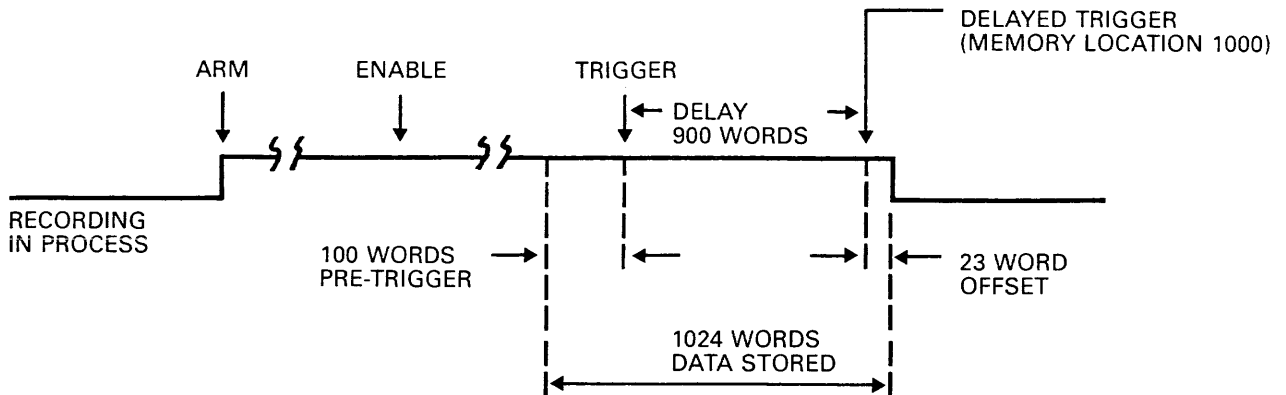 DELAYED TRIGGER
(MEMORY LOCATION 1000)
ARM
ENABLE
TRIGGER
DELAY
900 WORDS
RECORDING
IN PROCESS
100 WORDS
PRE-TRIGGER
23 WORD
OFFSET
1024 WORDS
DATA STORED